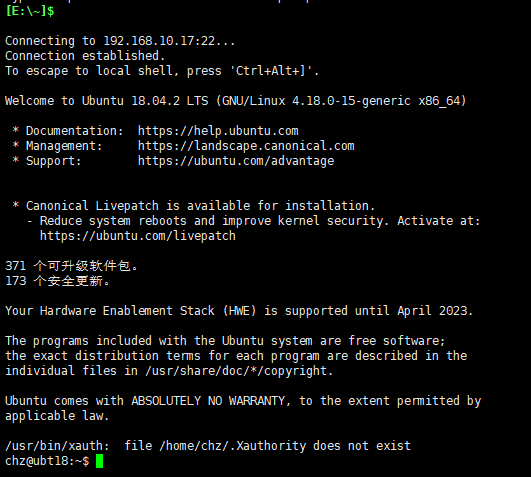 [E:\~]$
Connecting to 192.168.10.17:22...
Connection established.
To escape to local shell, press 'Ctrl+Alt+]'.
Welcome to Ubuntu 18.04.2 LTS (GNU/Linux 4.18.0-15-generic x86_64)
* Documentation:  https://help.ubuntu.com
* Management:     https://landscape.canonical.com
* Support:        https://ubuntu.com/advantage
* Canonical Livepatch is available for installation.
- Reduce system reboots and improve kernel security. Activate at:
https://ubuntu.com/livepatch
371 个可升级软件包。
173 个安全更新。
Your Hardware Enablement Stack (HWE) is supported until April 2023.
The programs included with the Ubuntu system are free software;
the exact distribution terms for each program are described in the
individual files in /usr/share/doc/*/copyright.
Ubuntu comes with ABSOLUTELY NO WARRANTY, to the extent permitted by
applicable law.
/usr/bin/xauth:  file /home/chz/.Xauthority does not exist
chz@ubt18:~$